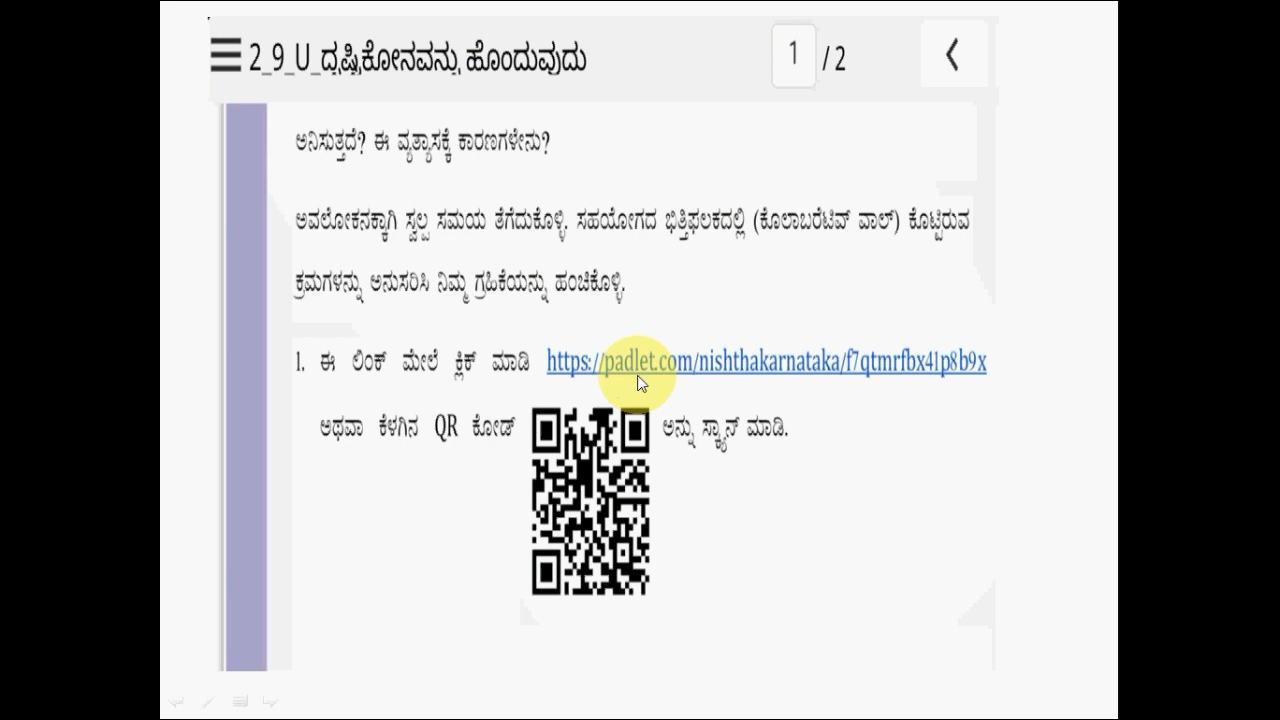 2_9_U_ದೃಷ್ಟಿಕೋನವನ್ನು ಹೊಂದುವುದು 1 / 2
ಅನಿಸುತ್ತದೆ? ಈ ವ್ಯತ್ಯಾಸಕ್ಕೆ ಕಾರಣಗಳೇನು?
ಅವಲೋಕನಕ್ಕಾಗಿ ಸ್ವಲ್ಪ ಸಮಯ ತೆಗೆದುಕೊಳ್ಳಿ. ಸಹಯೋಗದ ಭಿತ್ತಿಫಲಕದಲ್ಲಿ (ಕೊಲಾಬರೆಟಿವ್ ವಾಲ್) ಕೊಟ್ಟಿರುವ
ಕ್ರಮಗಳನ್ನು ಅನುಸರಿಸಿ ನಿಮ್ಮ ಗ್ರಹಿಕೆಯನ್ನು ಹಂಚಿಕೊಳ್ಳಿ.
1. ಈ ಲಿಂಕ್ ಮೇಲೆ ಕ್ಲಿಕ್ ಮಾಡಿ https://padlet.com/nishthakarnataka/f7qtmrfbx41p8b9x
ಅಥವಾ ಕೆಳಗಿನ QR ಕೋಡ್ ಅನ್ನು ಸ್ಕ್ಯಾನ್ ಮಾಡಿ.